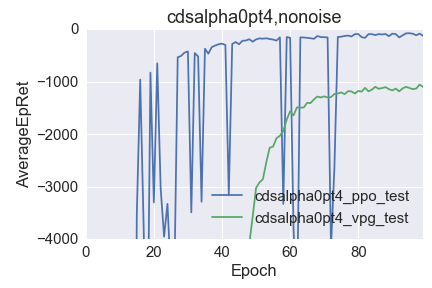 cdsalpha0pt4,nonoise
AverageEpRet
0
−1000
−2000
−3000
−4000
cdsalpha0pt4_ppo_test
cdsalpha0pt4_vpg_test
0 20 40 60 80
Epoch